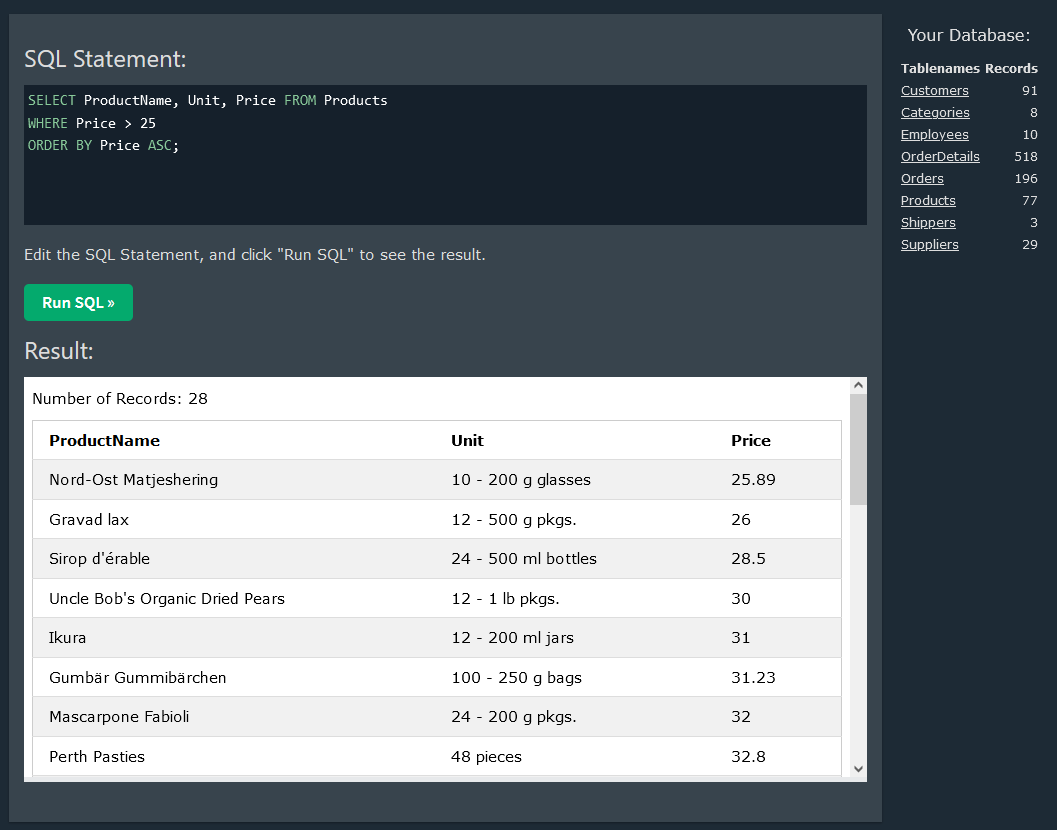 SQL Statement:
SELECT ProductName, Unit, Price FROM Products
WHERE Price > 25
ORDER BY Price ASC;
Edit the SQL Statement, and click "Run SQL" to see the result.
Run SQL »
Result:
Number of Records: 28
ProductName Unit Price
Nord-Ost Matjeshering 10 - 200 g glasses 25.89
Gravad lax 12 - 500 g pkgs. 26
Sirop d'érable 24 - 500 ml bottles 28.5
Uncle Bob's Organic Dried Pears 12 - 1 lb pkgs. 30
Ikura 12 - 200 ml jars 31
Gumbär Gummibärchen 100 - 250 g bags 31.23
Mascarpone Fabioli 24 - 200 g pkgs. 32
Perth Pasties 48 pieces 32.8
Your Database:
Tablenames Records
Customers 91
Categories 8
Employees 10
OrderDetails 518
Orders 196
Products 77
Shippers 3
Suppliers 29